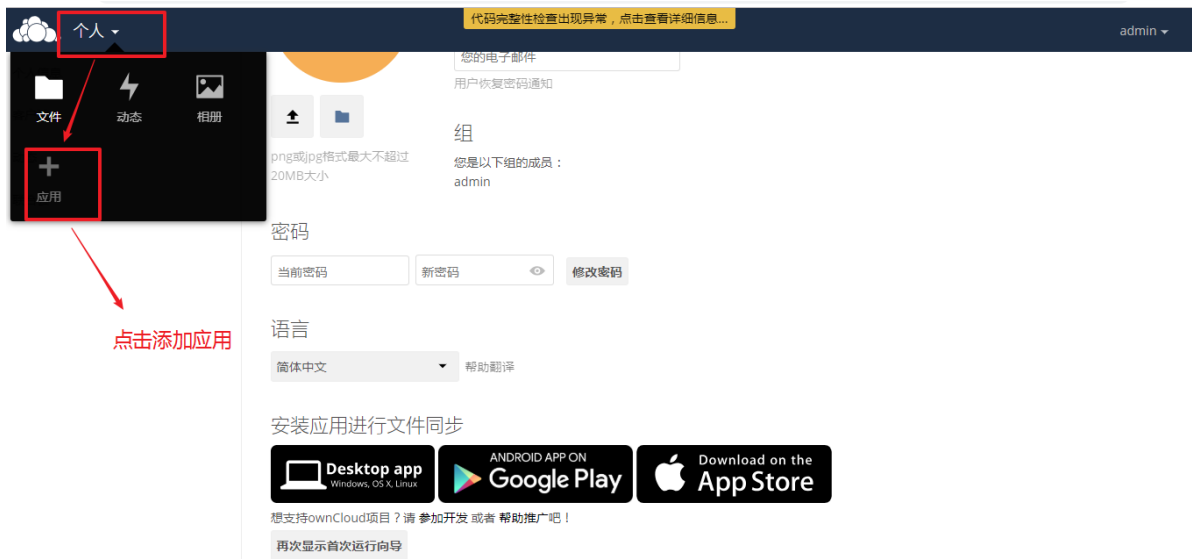 代码完整性检查出现异常，点击查看详细信息...
个人
admin
文件
动态
相册
应用
点击添加应用
您的电子邮件
用户恢复密码通知
png或jpg格式最大不超过
20MB大小
组
您是以下组的成员：
admin
密码
当前密码
新密码
修改密码
语言
简体中文
帮助翻译
安装应用进行文件同步
Desktop app
Windows, OS X, Linux
ANDROID APP ON
Google Play
Download on the
App Store
想支持ownCloud项目？请 参加开发 或者 帮助推广吧！
再次显示首次运行向导